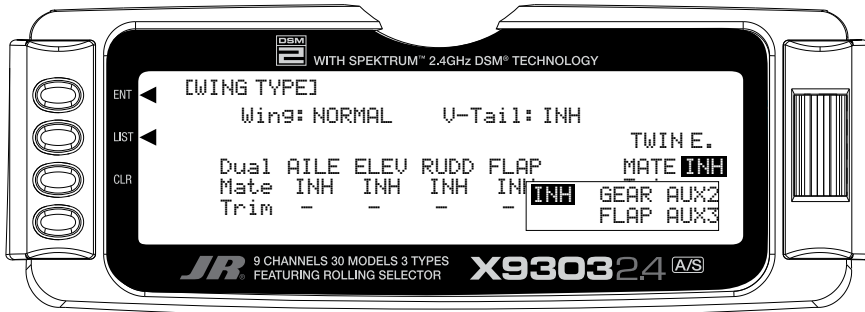 DSM 2 WITH SPEKTRUM™ 2.4GHz DSM® TECHNOLOGY
ENT
LIST
CLR
[WING TYPE]
Wing: NORMAL V-Tail: INH
TWIN E.
Dual AILE ELEV RUDD FLAP MATE INH
Mate INH INH INH INH
Trim – – – –
INH GEAR AUX2
FLAP AUX3
JR® 9 CHANNELS 30 MODELS 3 TYPES
FEATURING ROLLING SELECTOR
X9303 2.4 A/S